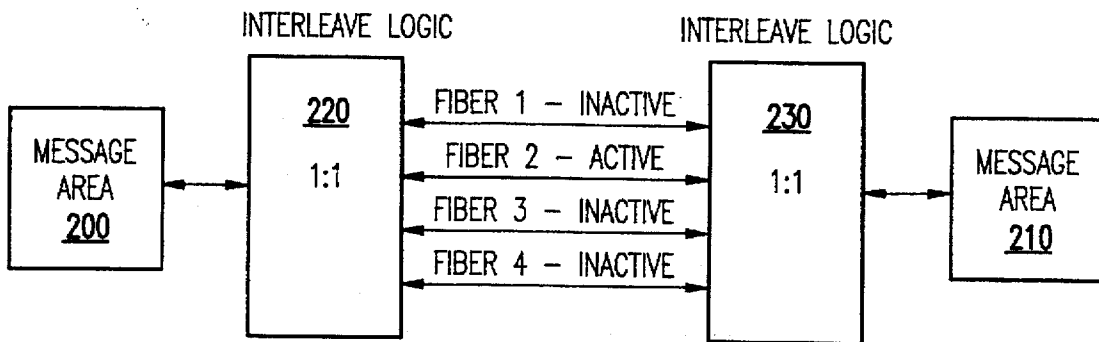 INTERLEAVE LOGIC
INTERLEAVE LOGIC
MESSAGE
AREA
200
220
1:1
FIBER 1 – INACTIVE
FIBER 2 – ACTIVE
FIBER 3 – INACTIVE
FIBER 4 – INACTIVE
230
1:1
MESSAGE
AREA
210